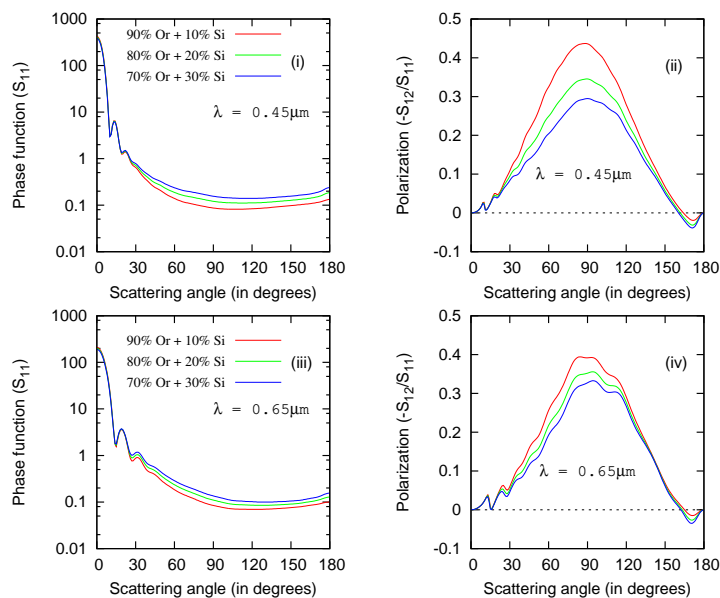 1000
100
10
1
0.1
0.01
0 30 60 90 120 150 180
Phase function (S11)
Scattering angle (in degrees)
90% Or + 10% Si
80% Or + 20% Si
70% Or + 30% Si
(i)
λ = 0.45μm
0.5
0.4
0.3
0.2
0.1
0
-0.1
0 30 60 90 120 150 180
Polarization (-S12/S11)
Scattering angle (in degrees)
(ii)
λ = 0.45μm
1000
100
10
1
0.1
0.01
0 30 60 90 120 150 180
Phase function (S11)
Scattering angle (in degrees)
90% Or + 10% Si
80% Or + 20% Si
70% Or + 30% Si
(iii)
λ = 0.65μm
0.5
0.4
0.3
0.2
0.1
0
-0.1
0 30 60 90 120 150 180
Polarization (-S12/S11)
Scattering angle (in degrees)
(iv)
λ = 0.65μm